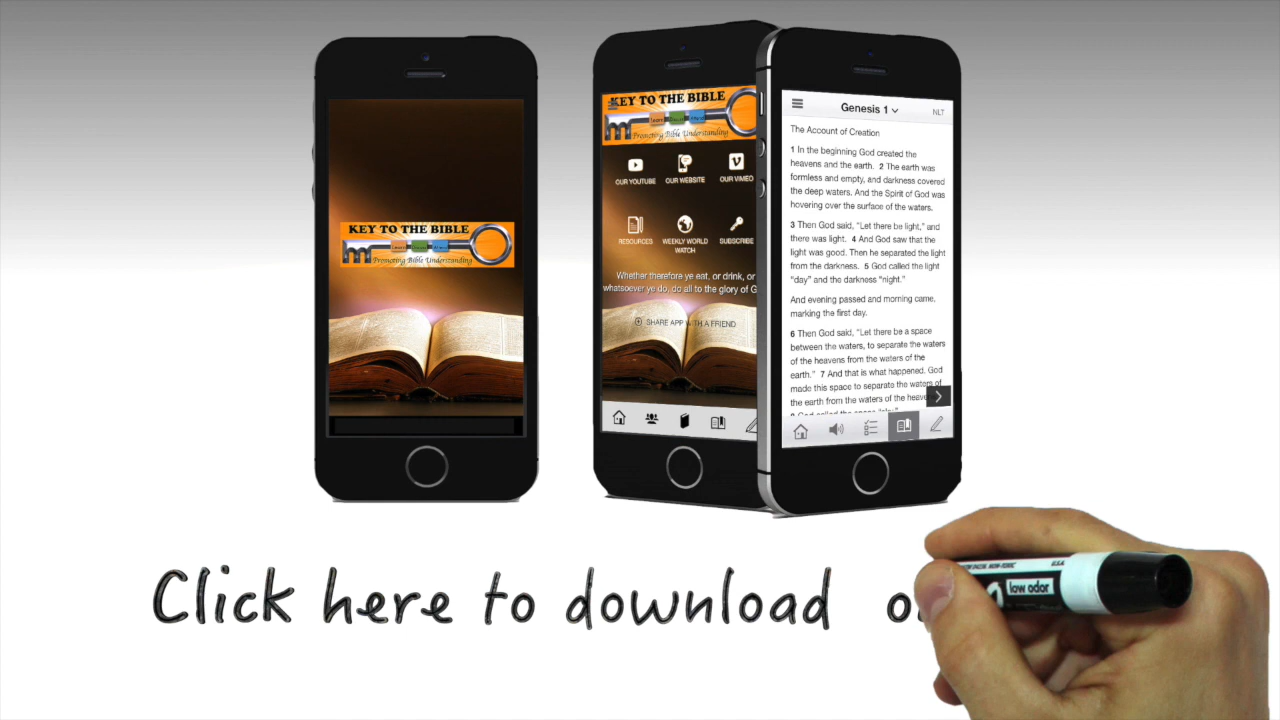 KEY TO THE BIBLE
Promoting Bible Understanding
KEY TO THE BIBLE
Promoting Bible Understanding
OUR YOUTUBE
OUR WEBSITE
OUR VIMEO
RESOURCES
WEEKLY WORLD
WATCH
SUBSCRIBE
Whether therefore ye eat, or drink, or
whatsoever ye do, do all to the glory of G
SHARE APP WITH A FRIEND
Genesis 1
NLT
The Account of Creation
1 In the beginning God created the
heavens and the earth. 2 The earth was
formless and empty, and darkness covered
the deep waters. And the Spirit of God was
hovering over the surface of the waters.
3 Then God said, “Let there be light,” and
there was light. 4 And God saw that the
light was good. Then he separated the light
from the darkness. 5 God called the light
“day” and the darkness “night.”
And evening passed and morning came,
marking the first day.
6 Then God said, “Let there be a space
between the waters, to separate the waters
of the heavens from the waters of the
earth.” 7 And that is what happened. God
made this space to separate the waters of
the earth from the waters of the
Click here to download
U.S.A.
low odor